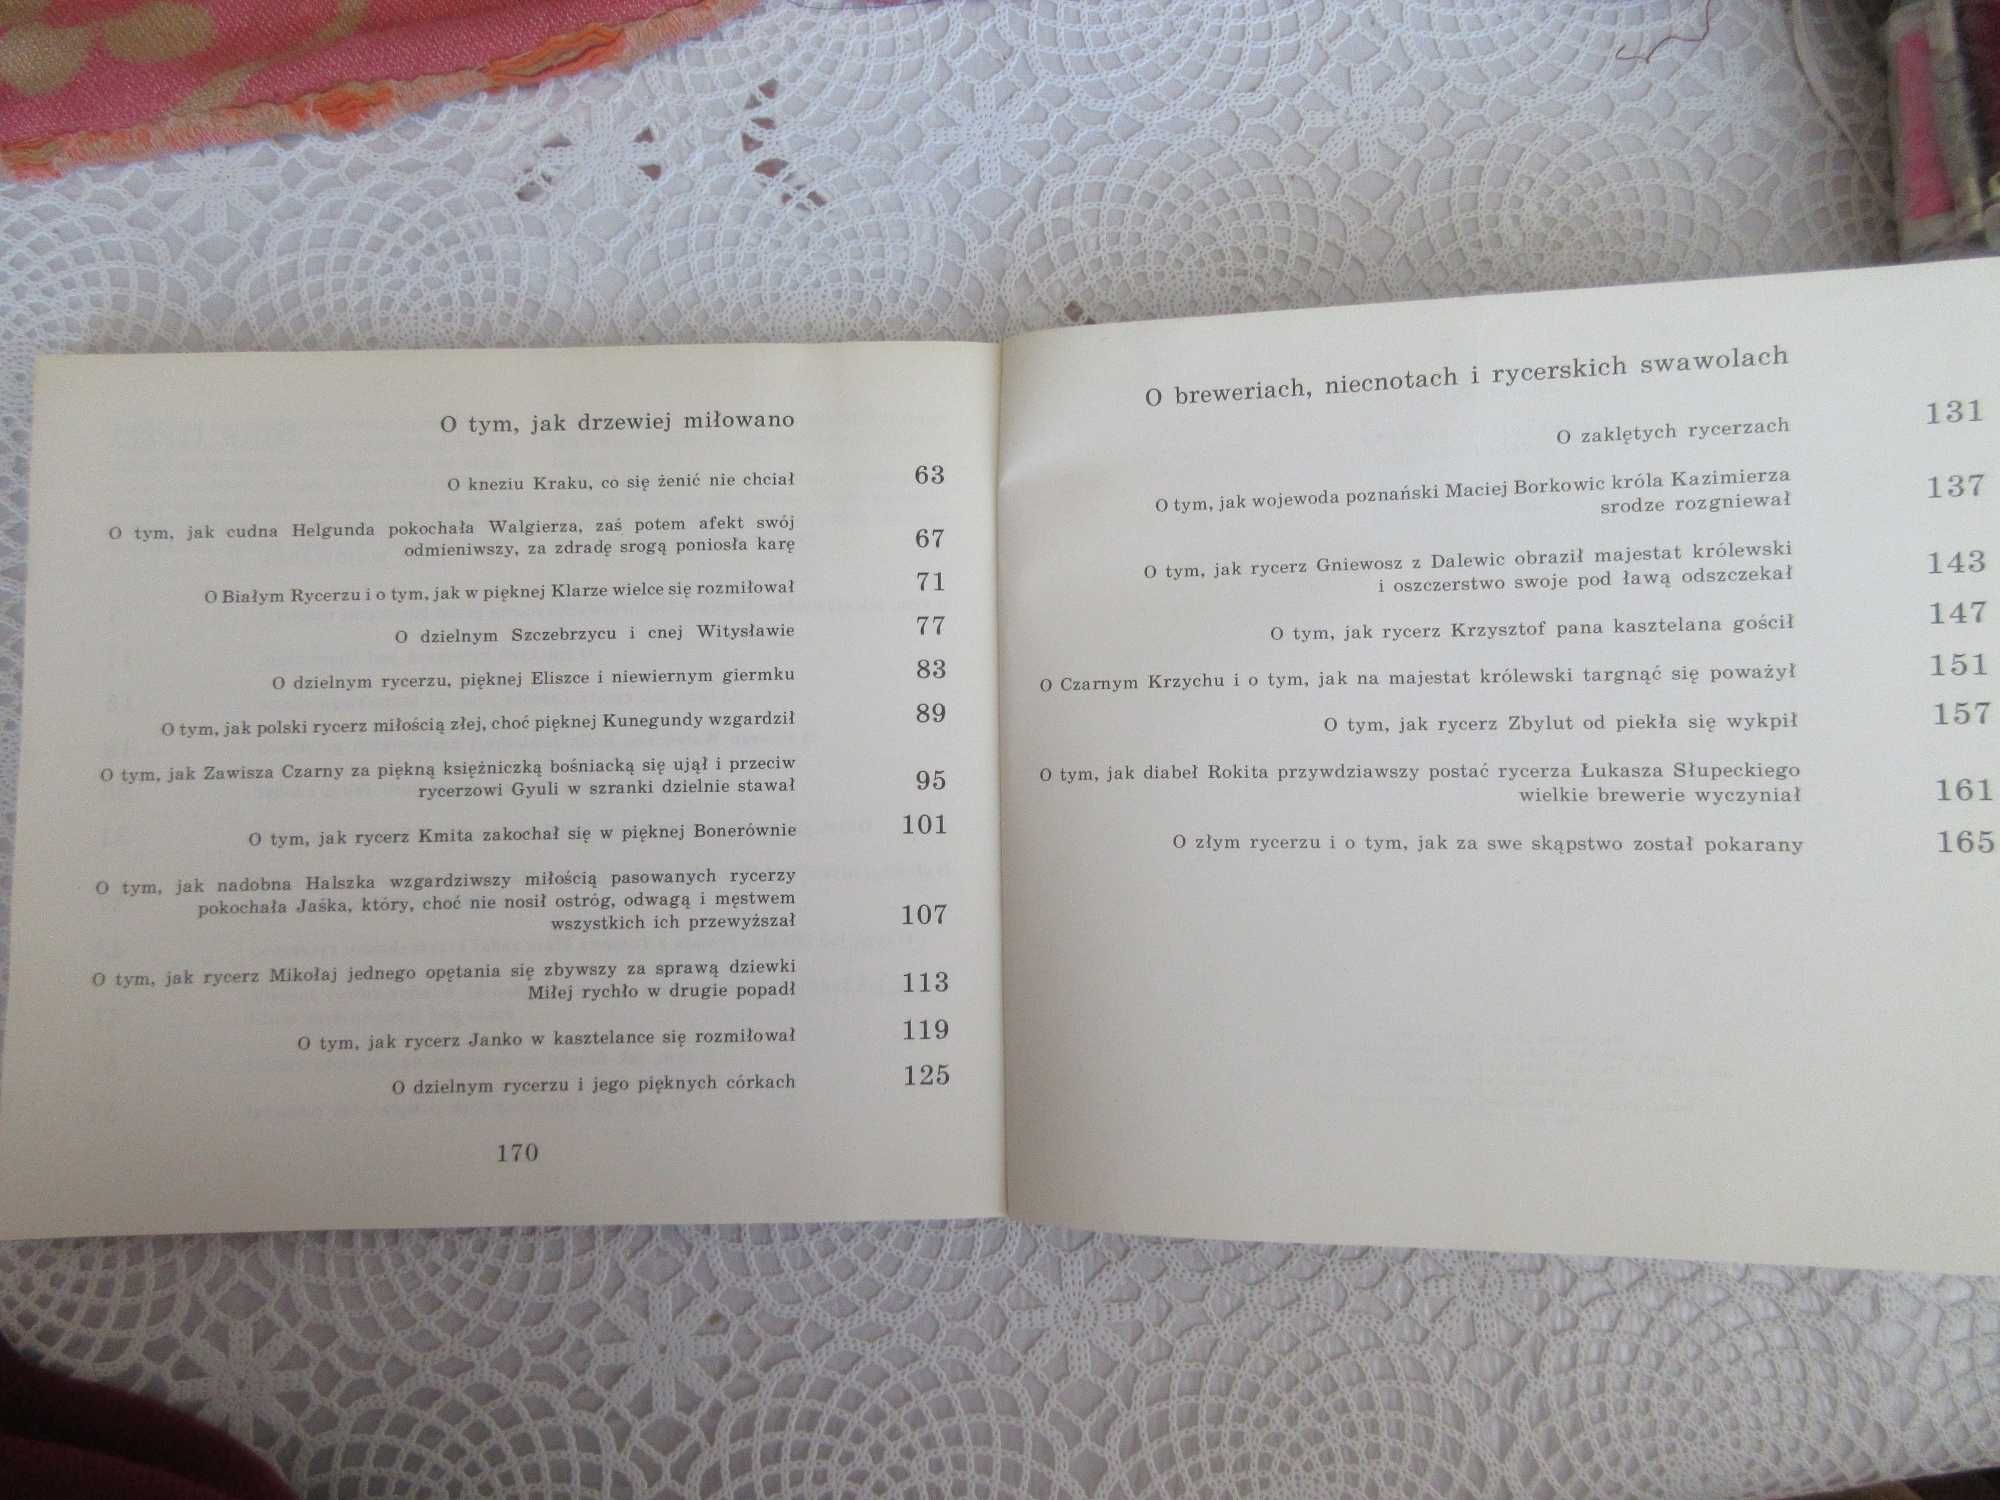 O tym, jak drzewiej miłowano
O kneziu Kraku, co się żenić nie chciał 63
O tym, jak cudna Helgunda pokochała Walgierza, zaś potem afekt swój
odmieniwszy, za zdradę srogą poniosła karę 67
O Białym Rycerzu i o tym, jak w pięknej Klarze wielce się rozmiłował 71
O dzielnym Szczebrzycu i cnej Witysławie 77
O dzielnym rycerzu, pięknej Eliszce i niewiernym giermku 83
O tym, jak polski rycerz miłością złej, choć pięknej Kunegundy wzgardził 89
O tym, jak Zawisza Czarny za piękną księżniczką bośniacką się ujął i przeciw
rycerzowi Gyuli w szranki dzielnie stawał 95
O tym, jak rycerz Kmita zakochał się w pięknej Bonerównie 101
O tym, jak nadobna Halszka wzgardziwszy miłością pasowanych rycerzy
pokochała Jaśka, który, choć nie nosił ostróg, odwagą i męstwem
wszystkich ich przewyższał 107
O tym, jak rycerz Mikołaj jednego opętania się zbywszy za sprawą dziewki
Miłej rychło w drugie popadł 113
O tym, jak rycerz Janko w kasztelance się rozmiłował 119
O dzielnym rycerzu i jego pięknych córkach 125
170
O breweriach, niecnotach i rycerskich swawolach
O zaklętych rycerzach 131
O tym, jak wojewoda poznański Maciej Borkowic króla Kazimierza
srodze rozgniewał 137
O tym, jak rycerz Gniewosz z Dalewic obraził majestat królewski
i oszczerstwo swoje pod ławą odszczekał 143
O tym, jak rycerz Krzysztof pana kasztelana gościł 147
O Czarnym Krzychu i o tym, jak na majestat królewski targnąć się poważył 151
O tym, jak rycerz Zbylut od piekła się wykpił 157
O tym, jak diabeł Rokita przywdziawszy postać rycerza Łukasza Słupeckiego
wielkie brewerie wyczyniał 161
O złym rycerzu i o tym, jak za swe skąpstwo został pokarany 165